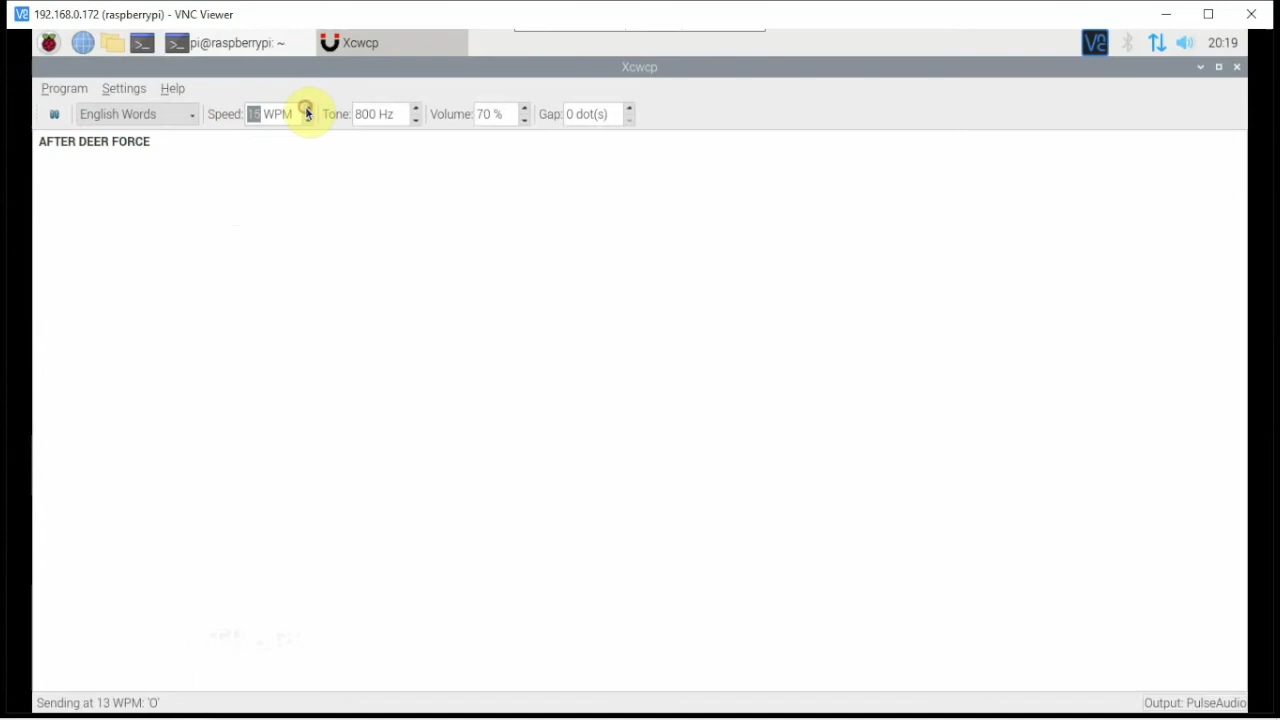 192.168.0.172 (raspberrypi) - VNC Viewer
pi@raspberrypi: ~
Xcwcp
20:19
Xcwcp
Program Settings Help
English Words Speed: 15 WPM Tone: 800 Hz Volume: 70 % Gap: 0 dot(s)
AFTER DEER FORCE
Sending at 13 WPM: 'O'
Output: PulseAudio